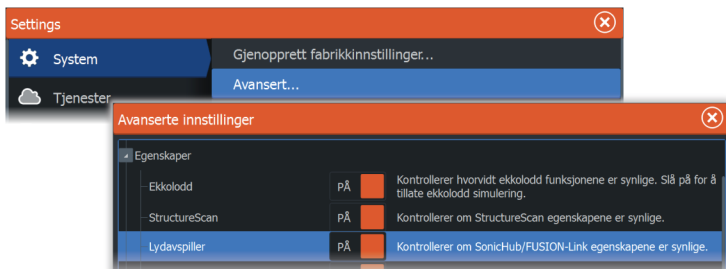 Settings
System
Gjenopprett fabrikkinnstillinger...
Avansert...
Tjenester
Avanserte innstillinger
Egenskaper
Ekkolodd PÅ Kontrollerer hvorvidt ekkolodd funksjonene er synlige. Slå på for å
tillate ekkolodd simulering.
StructureScan PÅ Kontrollerer om StructureScan egenskapene er synlige.
Lydavspiller PÅ Kontrollerer om SonicHub/FUSION-Link egenskapene er synlige.